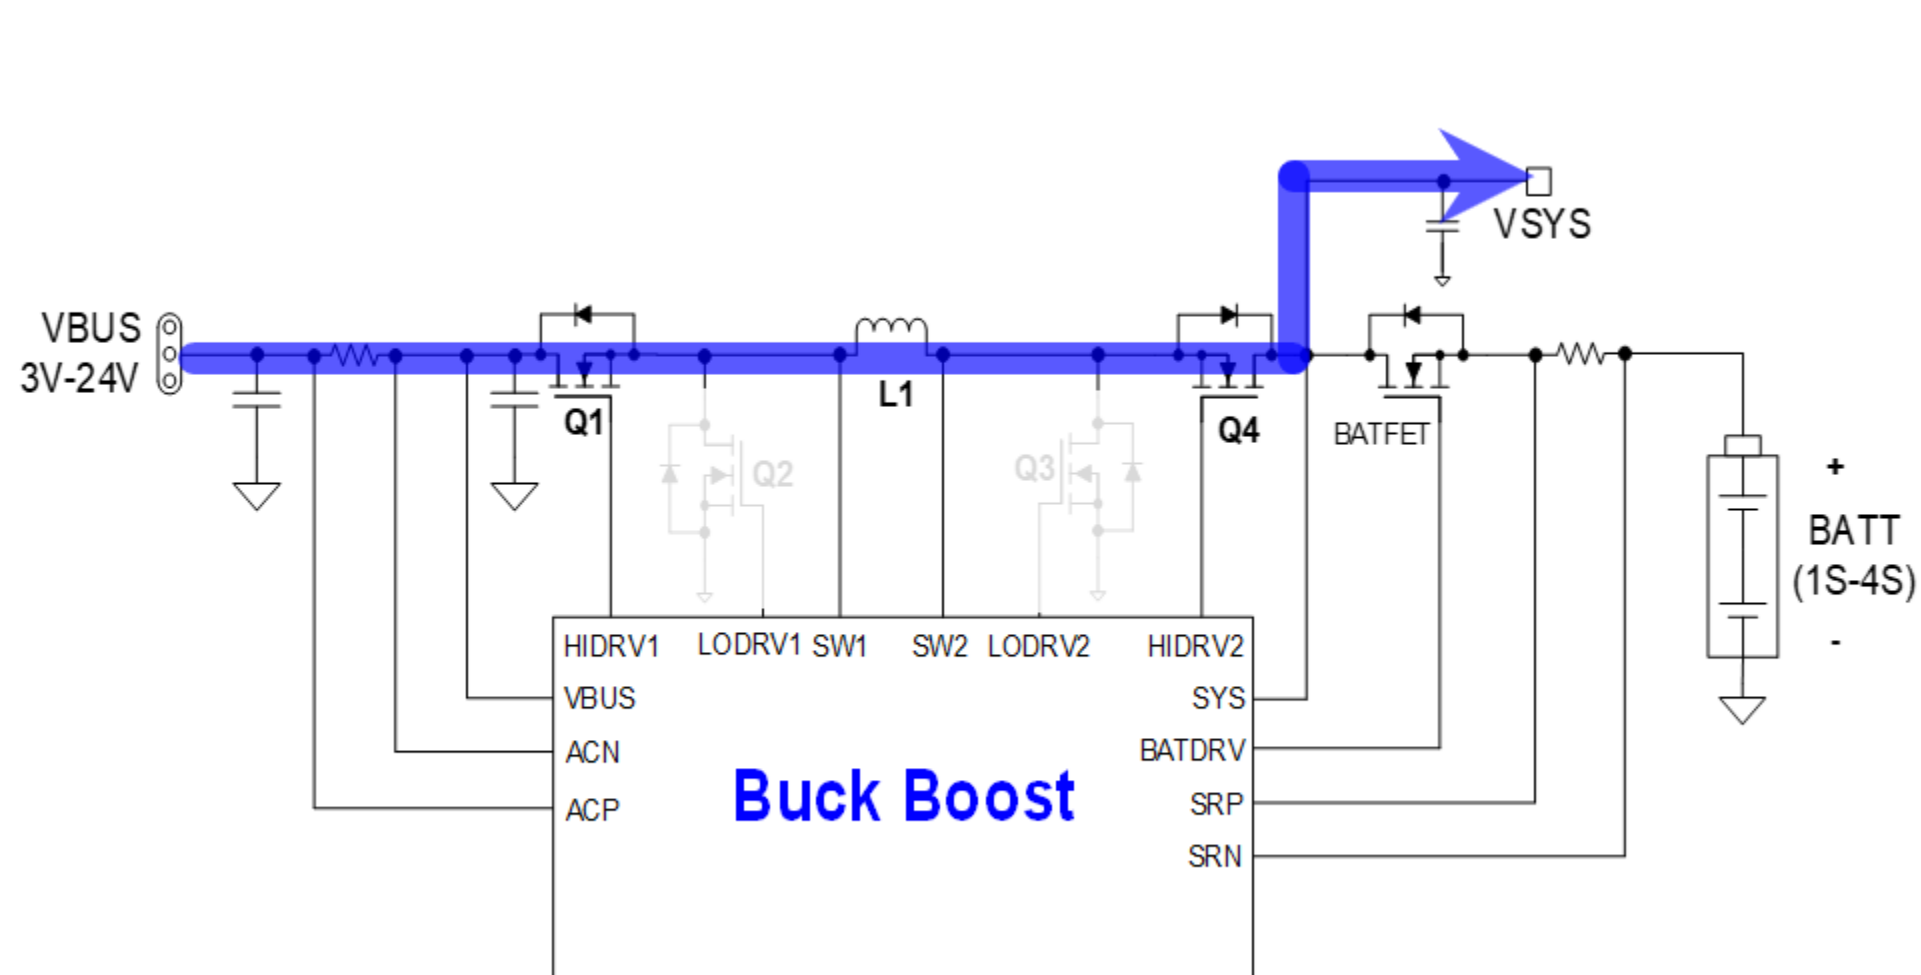 VSYS
VBUS
3V-24V
L1
Q1
Q4
BATFET
Q2
Q3
+
BATT
(1S-4S)
-
HIDRV1
LODRV1
SW1
SW2
LODRV2
HIDRV2
VBUS
SYS
ACN
BATDRV
Buck Boost
ACP
SRP
SRN